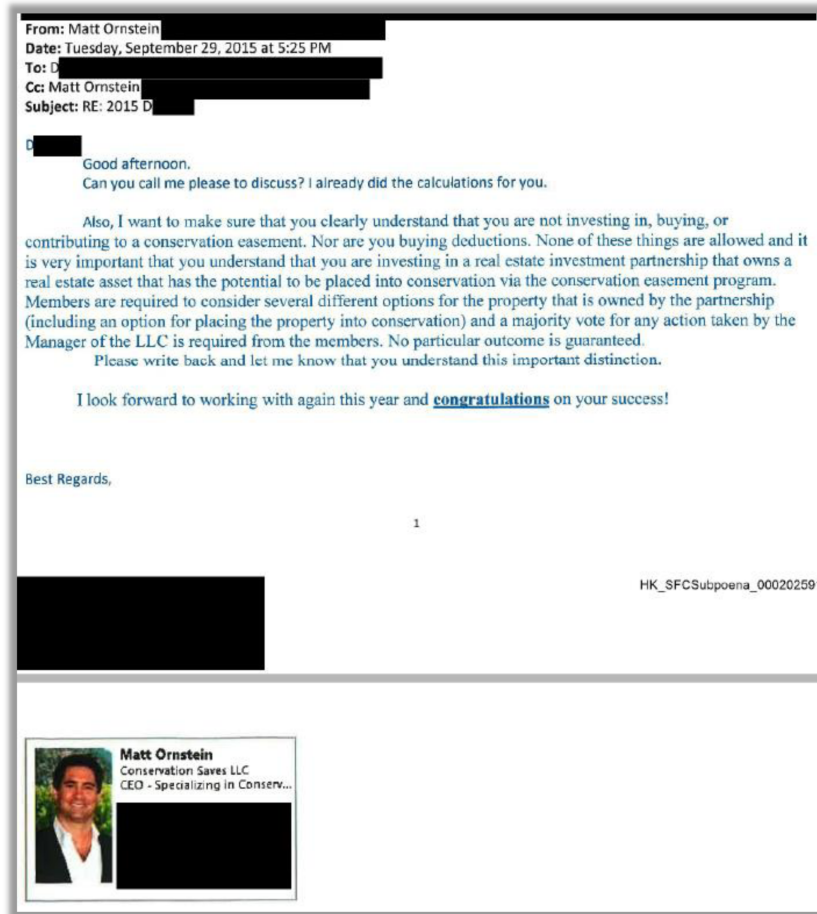 From: Matt Ornstein
Date: Tuesday, September 29, 2015 at 5:25 PM
To: D
Cc: Matt Ornstein
Subject: RE: 2015 D
D
Good afternoon.
Can you call me please to discuss? I already did the calculations for you.
Also, I want to make sure that you clearly understand that you are not investing in, buying, or
contributing to a conservation easement. Nor are you buying deductions. None of these things are allowed and it
is very important that you understand that you are investing in a real estate investment partnership that owns a
real estate asset that has the potential to be placed into conservation via the conservation easement program.
Members are required to consider several different options for the property that is owned by the partnership
(including an option for placing the property into conservation) and a majority vote for any action taken by the
Manager of the LLC is required from the members. No particular outcome is guaranteed.
Please write back and let me know that you understand this important distinction.
I look forward to working with again this year and congratulations on your success!
Best Regards,
1
HK_SFCSubpoena_000202591
Matt Ornstein
Conservation Saves LLC
CEO - Specializing in Conserv...